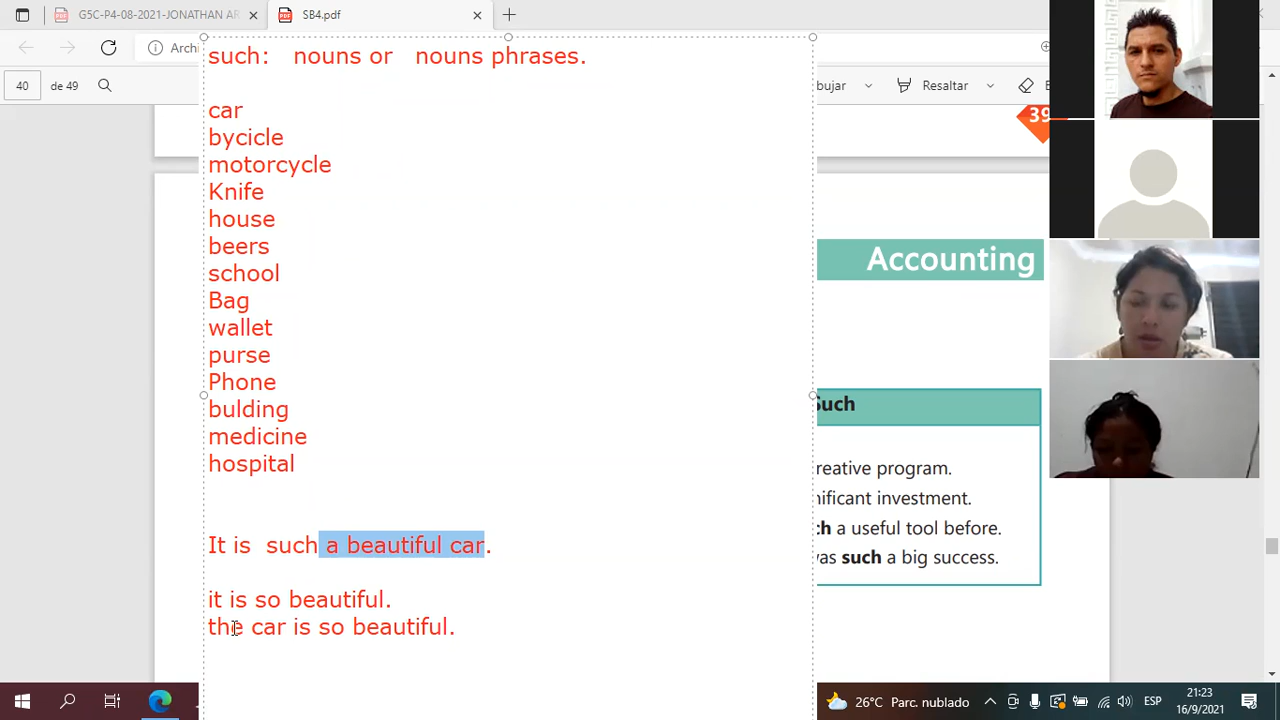 G5C-P4-08-2021-JONATHAN AR
SB4.pdf
Archi
40
de 49
bujar
Resaltar
such: nouns or nouns phrases.
car
bycicle
motorcycle
Knife
house
beers
school
Bag
wallet
purse
Phone
bulding
medicine
hospital
It is such a beautiful car.
it is so beautiful.
the car is so beautiful.
39
Accounting
Such
reative program.
nificant investment.
ch a useful tool before.
was such a big success.
26°C Parc. nublado
ESP
21:23
16/9/2021